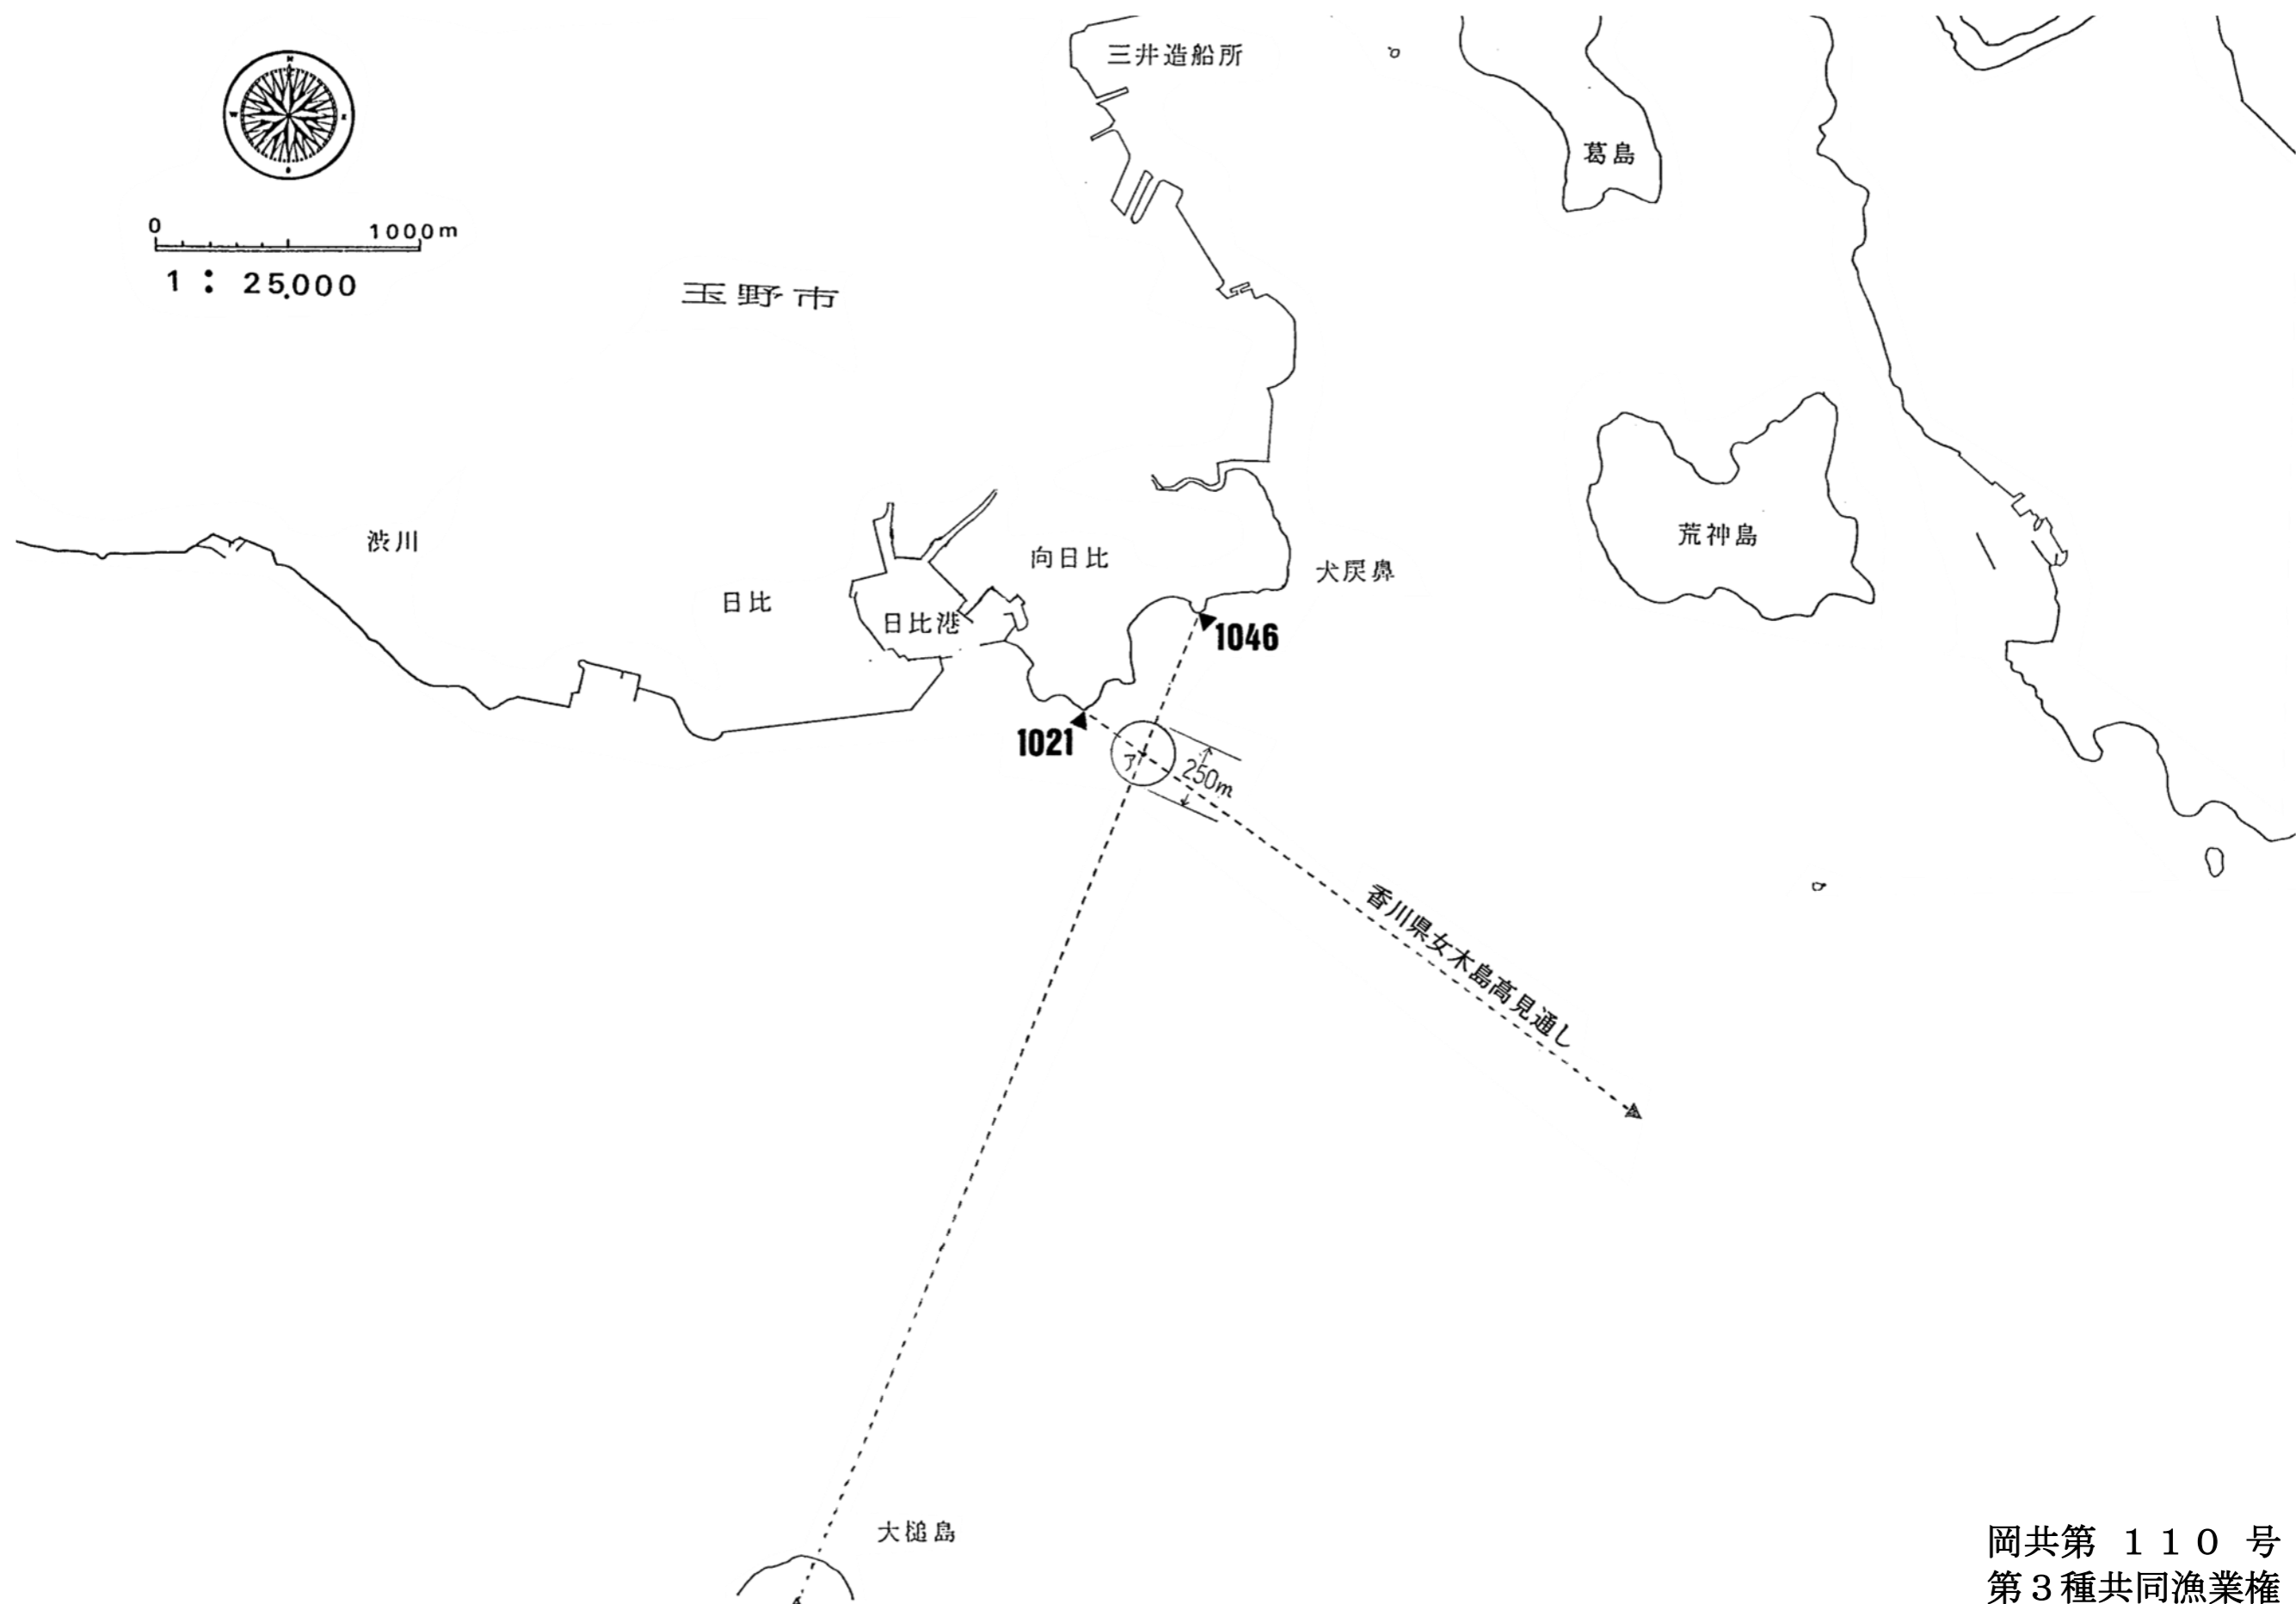 三井造船所
葛島
N
W
E
S
0 1000m
1 : 25,000
玉野市
渋川
日比
日比港
向日比
犬戻鼻
荒神島
1046
1021
ア
250m
香川県女木島高見通し
大槌島
岡共第 110 号
第3種共同漁業権